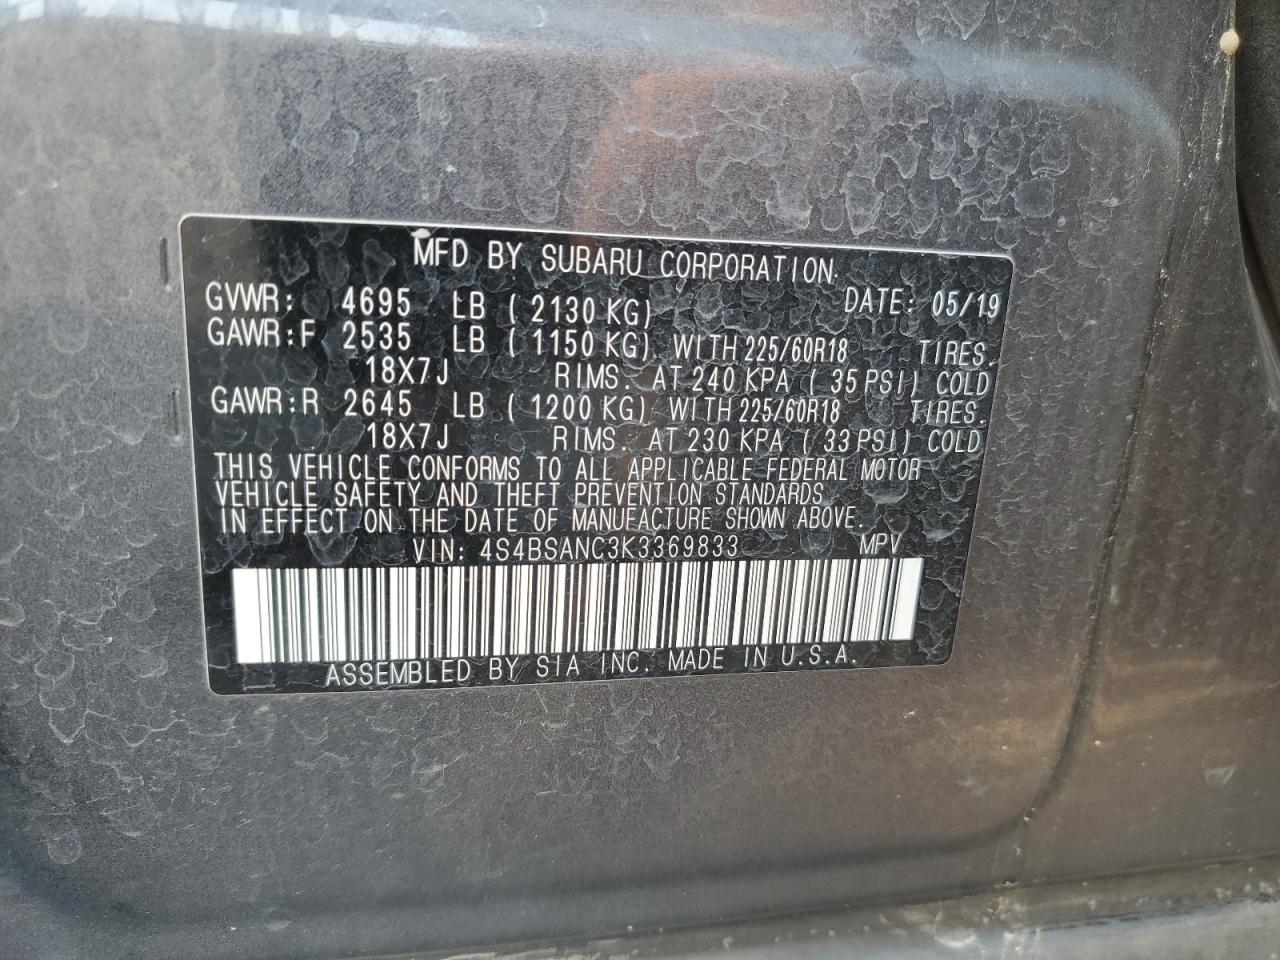 MFD BY SUBARU CORPORATION
GVWR: 4695 LB ( 2130 KG) DATE: 05/19
GAWR:F 2535 LB ( 1150 KG) WITH 225/60R18 TIRES.
18X7J RIMS. AT 240 KPA ( 35 PSI) COLD
GAWR:R 2645 LB ( 1200 KG) WITH 225/60R18 TIRES.
18X7J RIMS. AT 230 KPA ( 33 PSI) COLD
THIS VEHICLE CONFORMS TO ALL APPLICABLE FEDERAL MOTOR
VEHICLE SAFETY AND THEFT PREVENTION STANDARDS
IN EFFECT ON THE DATE OF MANUFACTURE SHOWN ABOVE.
VIN: 4S4BSANC3K3369833 MPV
ASSEMBLED BY SIA INC. MADE IN U.S.A.